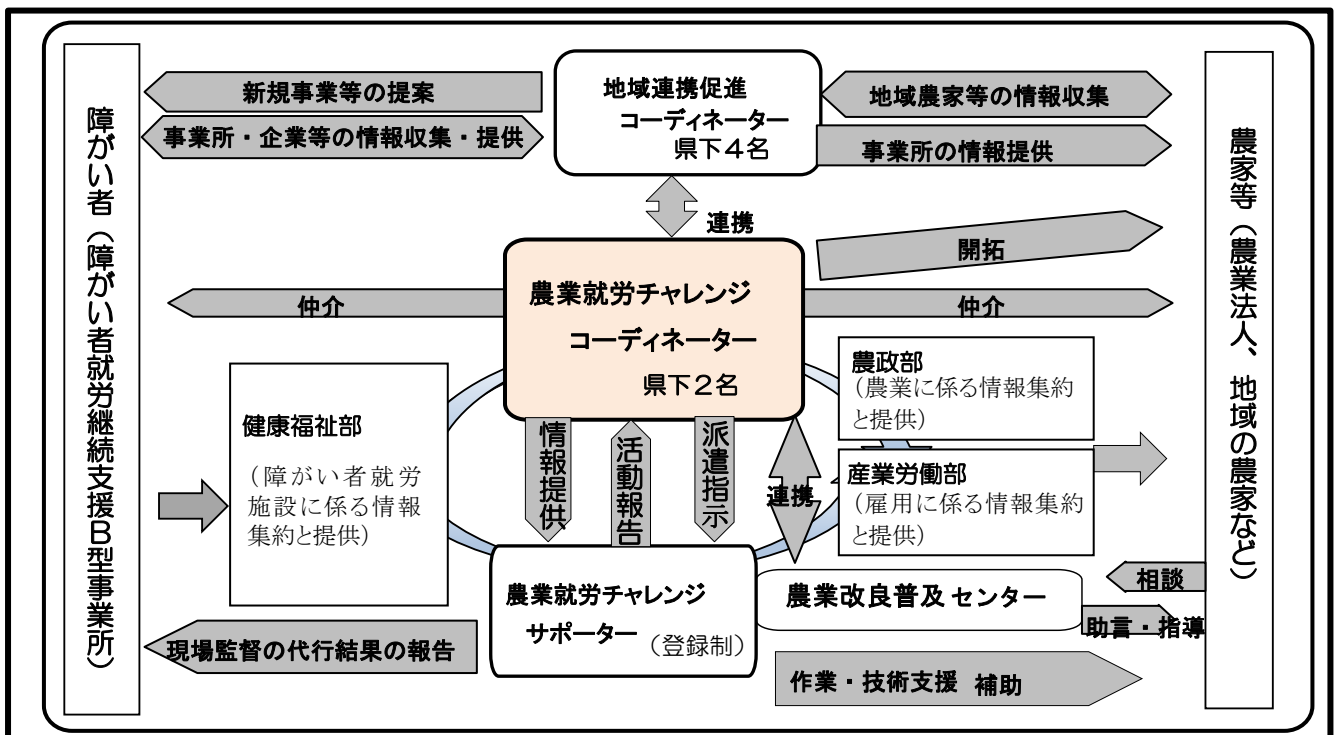 障がい者（障がい者就労継続支援Ｂ型事業所）
新規事業等の提案
事業所・企業等の情報収集・提供
地域連携促進
コーディネーター
県下４名
地域農家等の情報収集
事業所の情報提供
農家等（農業法人、地域の農家など）
連携
開拓
農業就労チャレンジ
コーディネーター
県下２名
仲介
仲介
健康福祉部
（障がい者就労
施設に係る情報
集約と提供）
農政部
（農業に係る情報集約
と提供）
産業労働部
（雇用に係る情報集約
と提供）
情報提供
活動報告
派遣指示
連携
農業就労チャレンジ
サポーター（登録制）
農業改良普及センター
相談
助言・指導
現場監督の代行結果の報告
作業・技術支援 補助